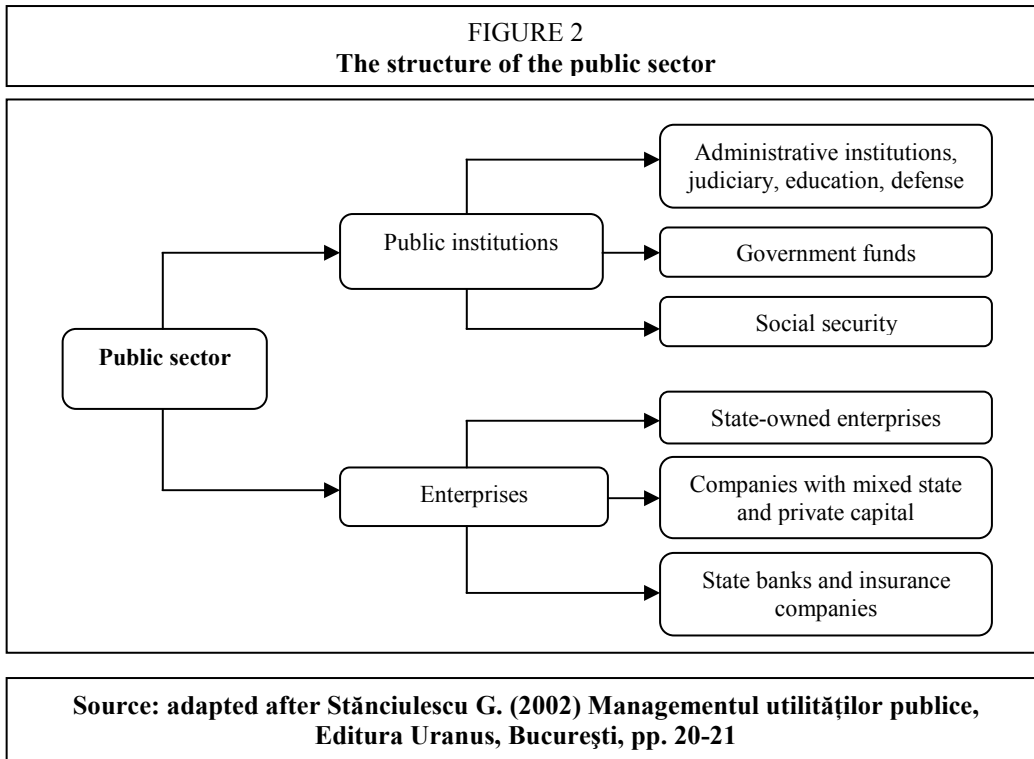 FIGURE 2
The structure of the public sector
Administrative institutions,
judiciary, education, defense
Public institutions
Government funds
Social security
Public sector
State-owned enterprises
Enterprises
Companies with mixed state
and private capital
State banks and insurance
companies
Source: adapted after Stănciulescu G. (2002) Managementul utilităților publice,
Editura Uranus, Bucureşti, pp. 20-21